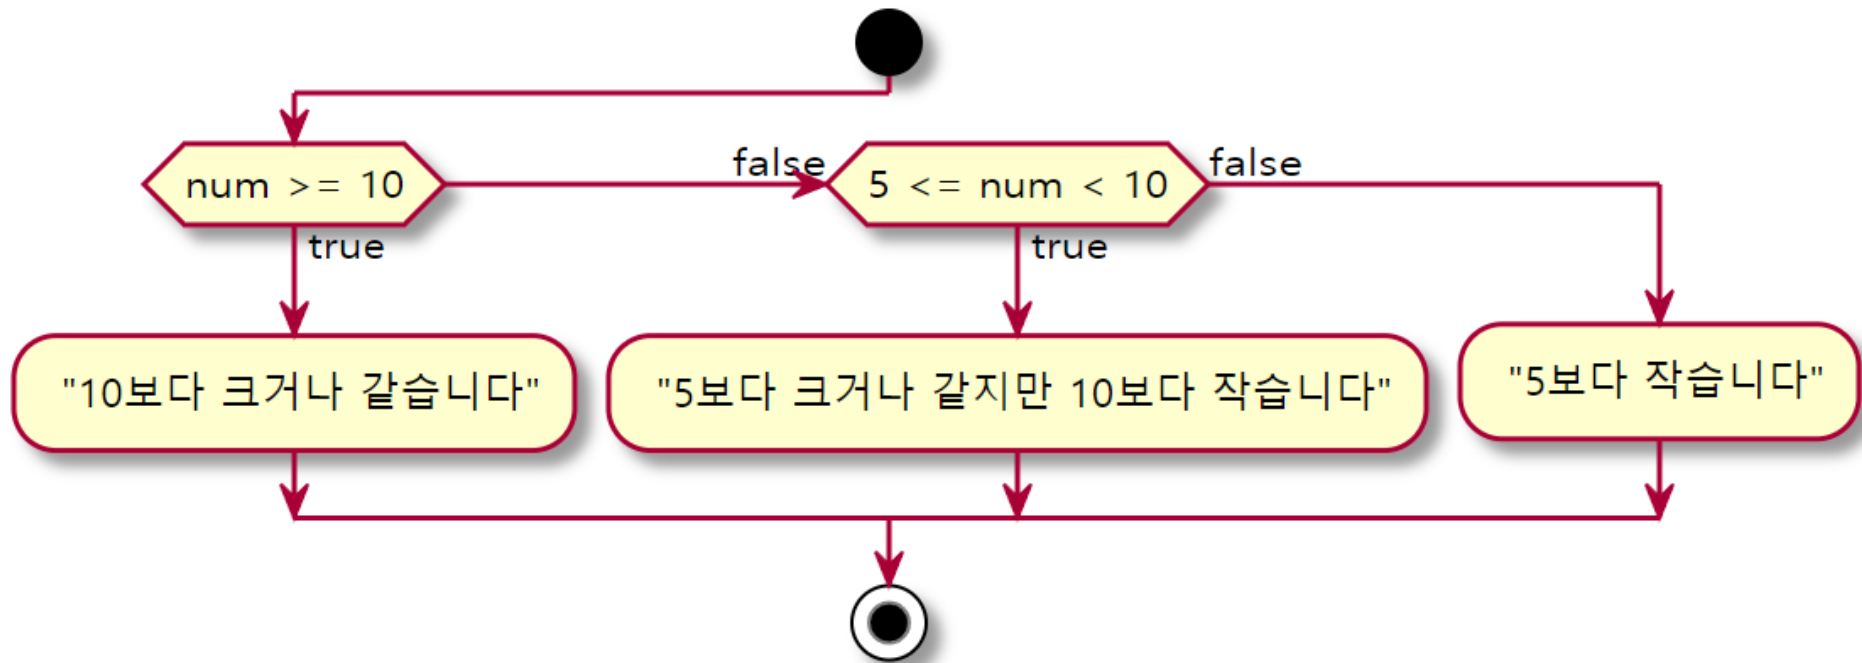 num >= 10
false
5 <= num < 10
false
true
true
"10보다 크거나 같습니다"
"5보다 크거나 같지만 10보다 작습니다"
"5보다 작습니다"